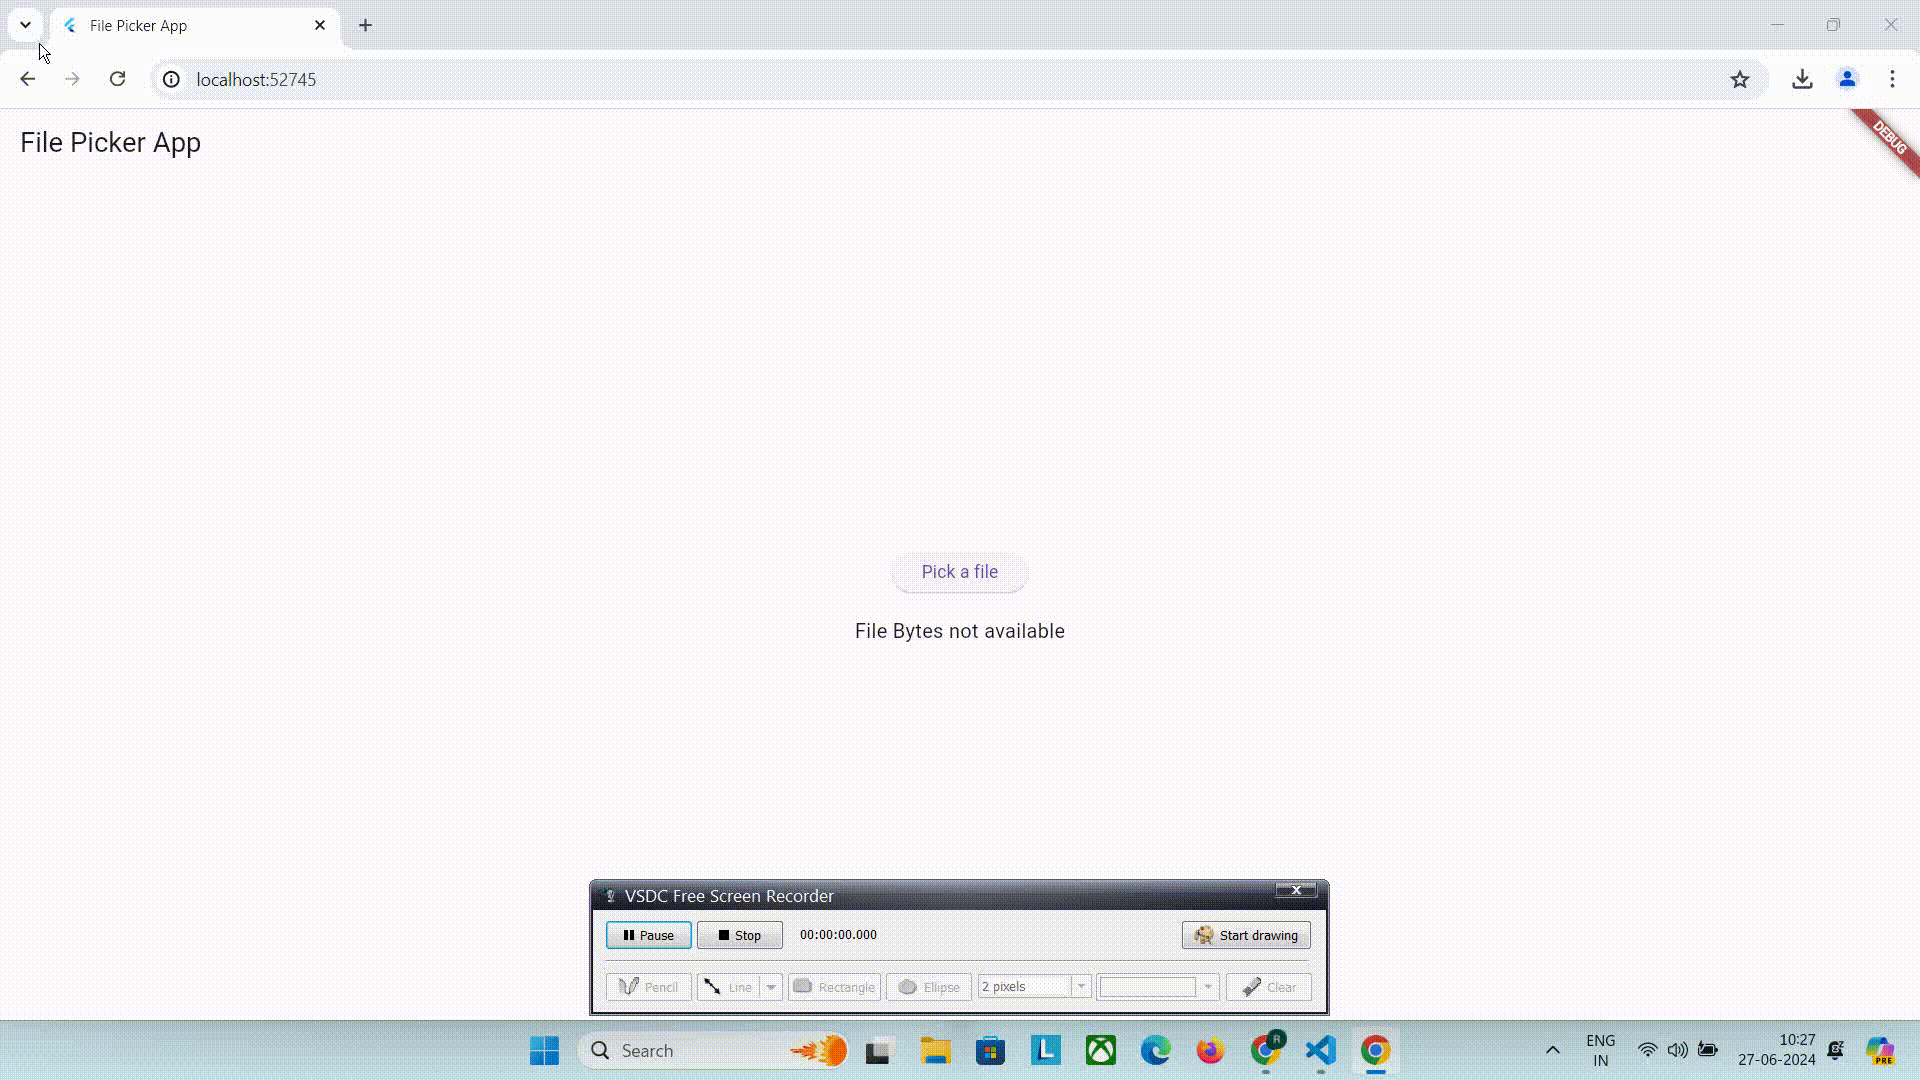 File Picker App
localhost:52745
File Picker App
DEBUG
Pick a file
File Bytes not available
VSDC Free Screen Recorder
Pause
Stop
00:00:00.000
Start drawing
Pencil
Line
Rectangle
Ellipse
2 pixels
Clear
Search
R
ENG
IN
10:27
27-06-2024
PRE